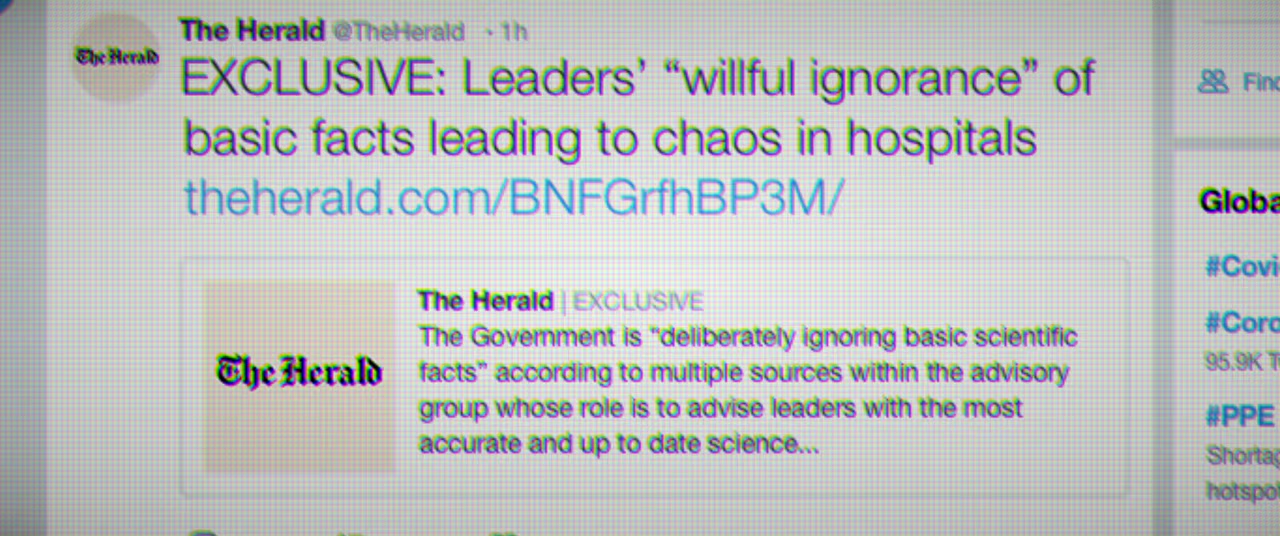 The Herald
The Herald @TheHerald · 1h
EXCLUSIVE: Leaders’ “willful ignorance” of
basic facts leading to chaos in hospitals
theherald.com/BNFGrfhBP3M/
The Herald
The Herald | EXCLUSIVE
The Government is "deliberately ignoring basic scientific
facts” according to multiple sources within the advisory
group whose role is to advise leaders with the most
accurate and up to date science...
#PPE
95.9K